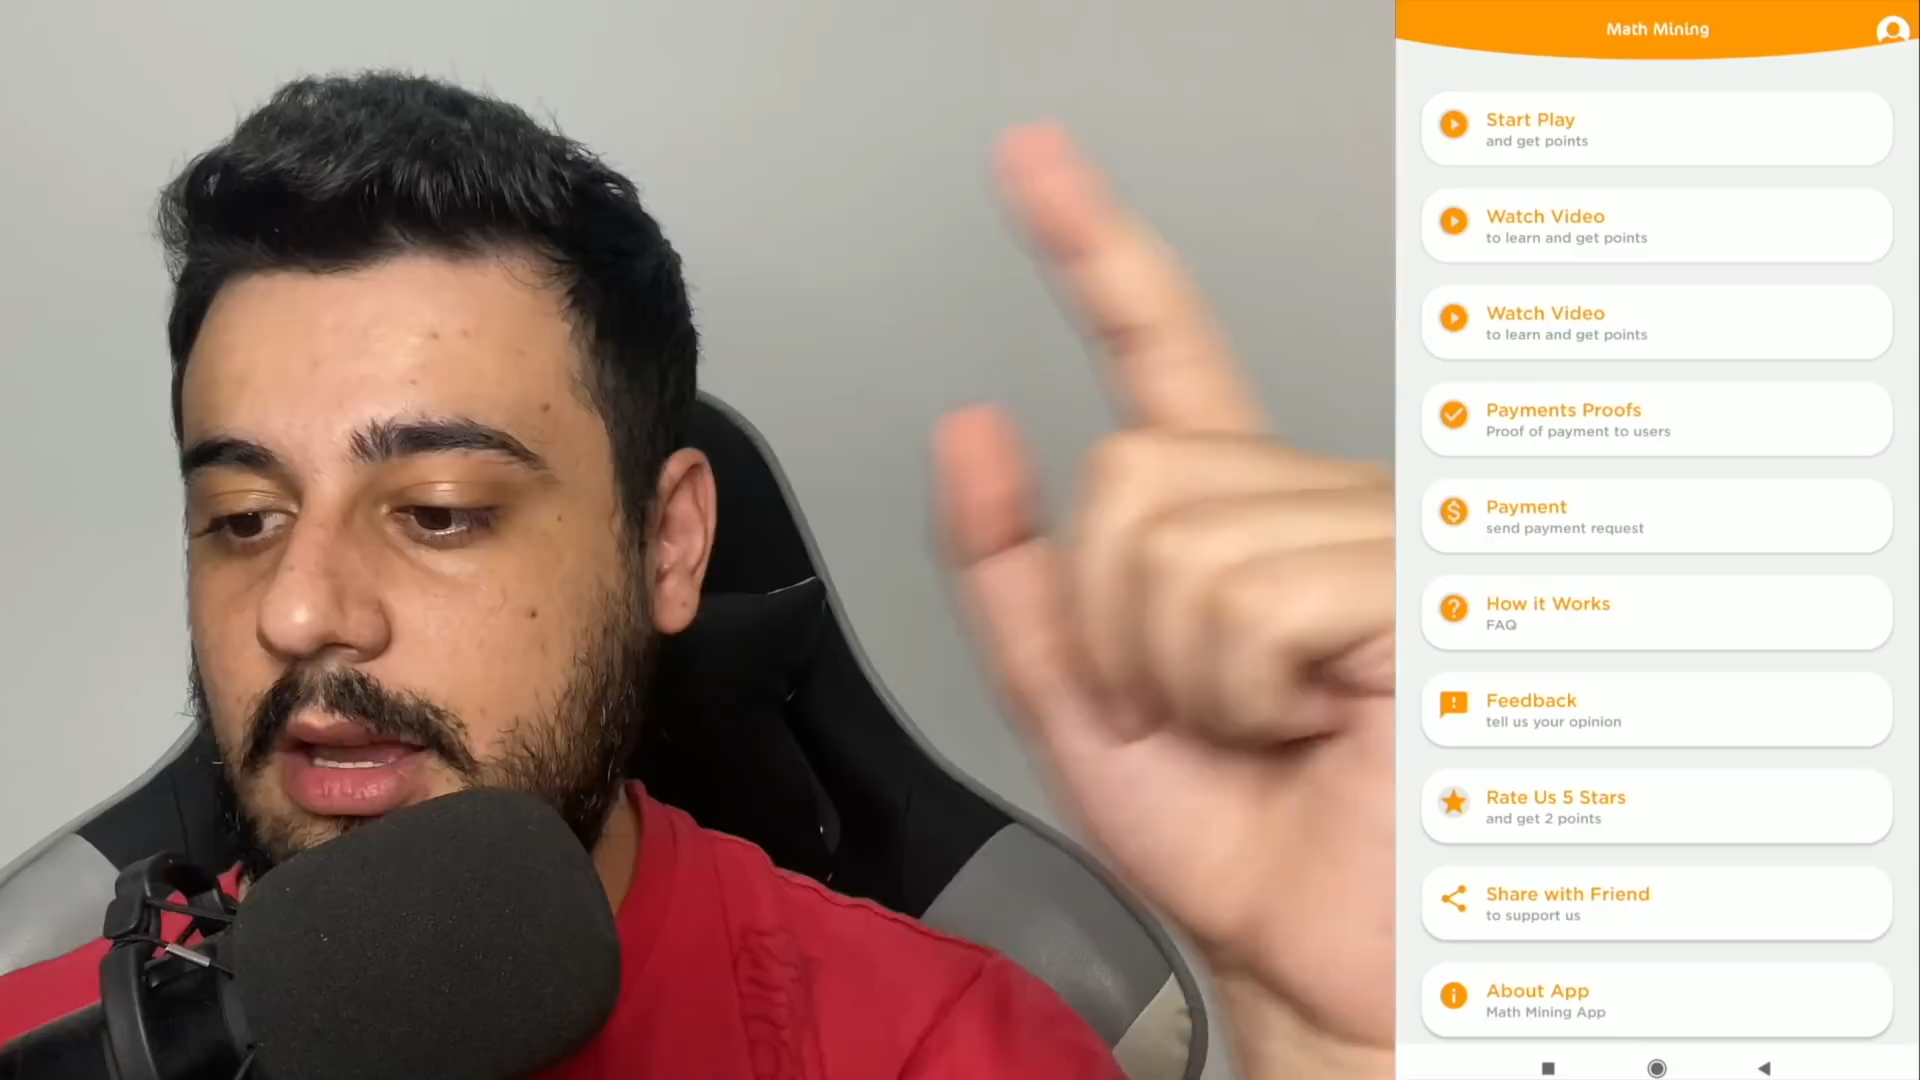 Math Mining
Start Play
and get points
Watch Video
to learn and get points
Watch Video
to learn and get points
Payments Proofs
Proof of payment to users
Payment
send payment request
How it Works
FAQ
Feedback
tell us your opinion
Rate Us 5 Stars
and get 2 points
Share with Friend
to support us
About App
Math Mining App